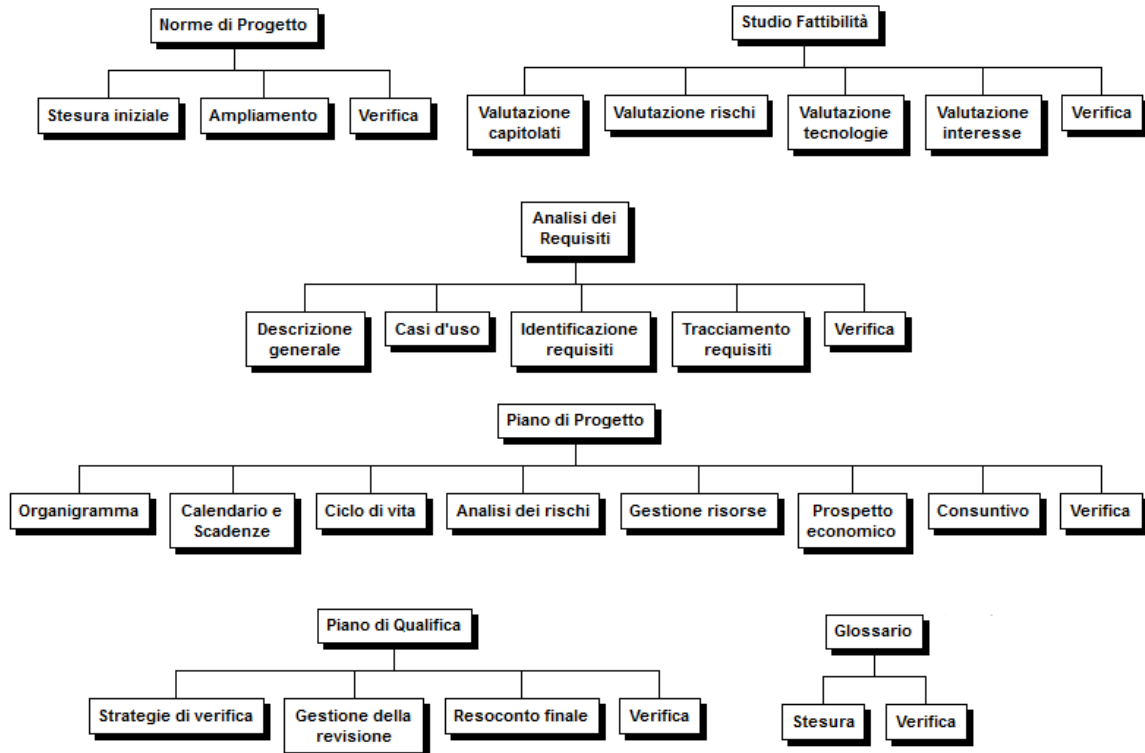 Norme di Progetto
Stesura iniziale
Ampliamento
Verifica
Studio Fattibilità
Valutazione
capitolati
Valutazione rischi
Valutazione
tecnologie
Valutazione
interesse
Verifica
Analisi dei
Requisiti
Descrizione
generale
Casi d'uso
Identificazione
requisiti
Tracciamento
requisiti
Verifica
Piano di Progetto
Organigramma
Calendario e
Scadenze
Ciclo di vita
Analisi dei rischi
Gestione risorse
Prospetto
economico
Consuntivo
Verifica
Piano di Qualifica
Strategie di verifica
Gestione della
revisione
Resoconto finale
Verifica
Glossario
Stesura
Verifica